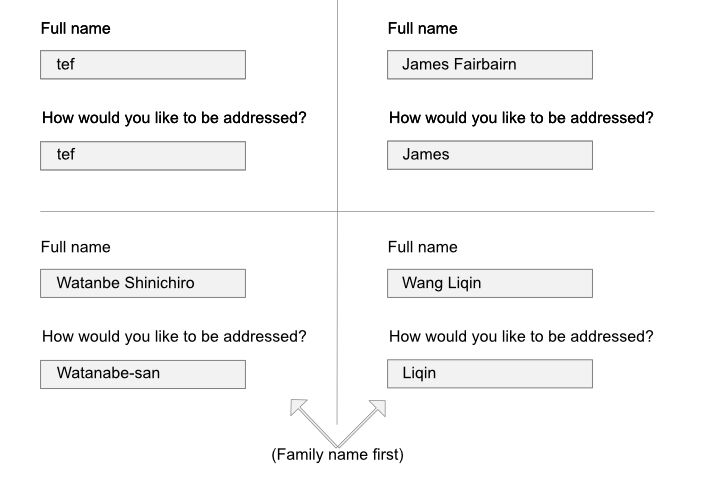 Full name
tef
How would you like to be addressed?
tef
Full name
James Fairbairn
How would you like to be addressed?
James
Full name
Watanbe Shinichiro
How would you like to be addressed?
Watanabe-san
Full name
Wang Liqin
How would you like to be addressed?
Liqin
(Family name first)